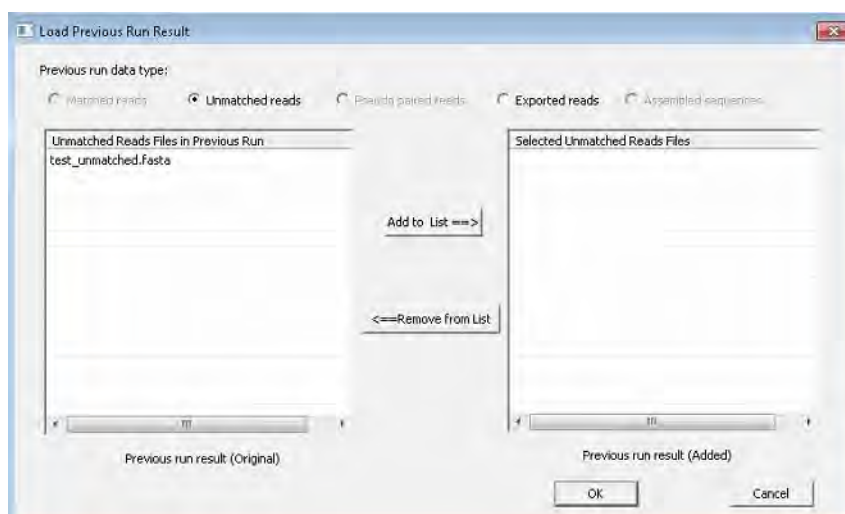 Load Previous Run Result
Previous run data type:
Matched reads Unmatched reads Pseudo paired reads Exported reads Assembled sequences
Unmatched Reads Files in Previous Run
test_unmatched.fasta
Selected Unmatched Reads Files
Add to List ==>
<==Remove from List
Previous run result (Original)
Previous run result (Added)
OK
Cancel